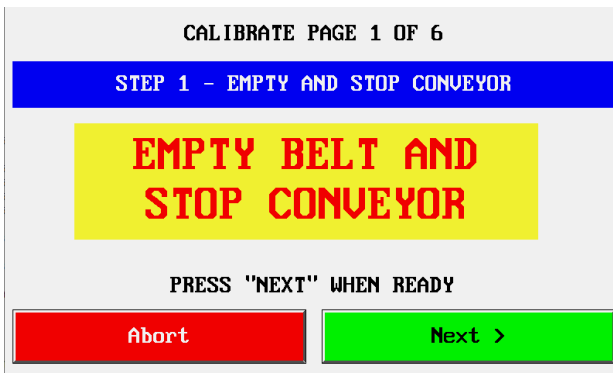 CALIBRATE PAGE 1 OF 6
STEP 1 - EMPTY AND STOP CONVEYOR
EMPTY BELT AND
STOP CONVEYOR
PRESS "NEXT" WHEN READY
Abort
Next >